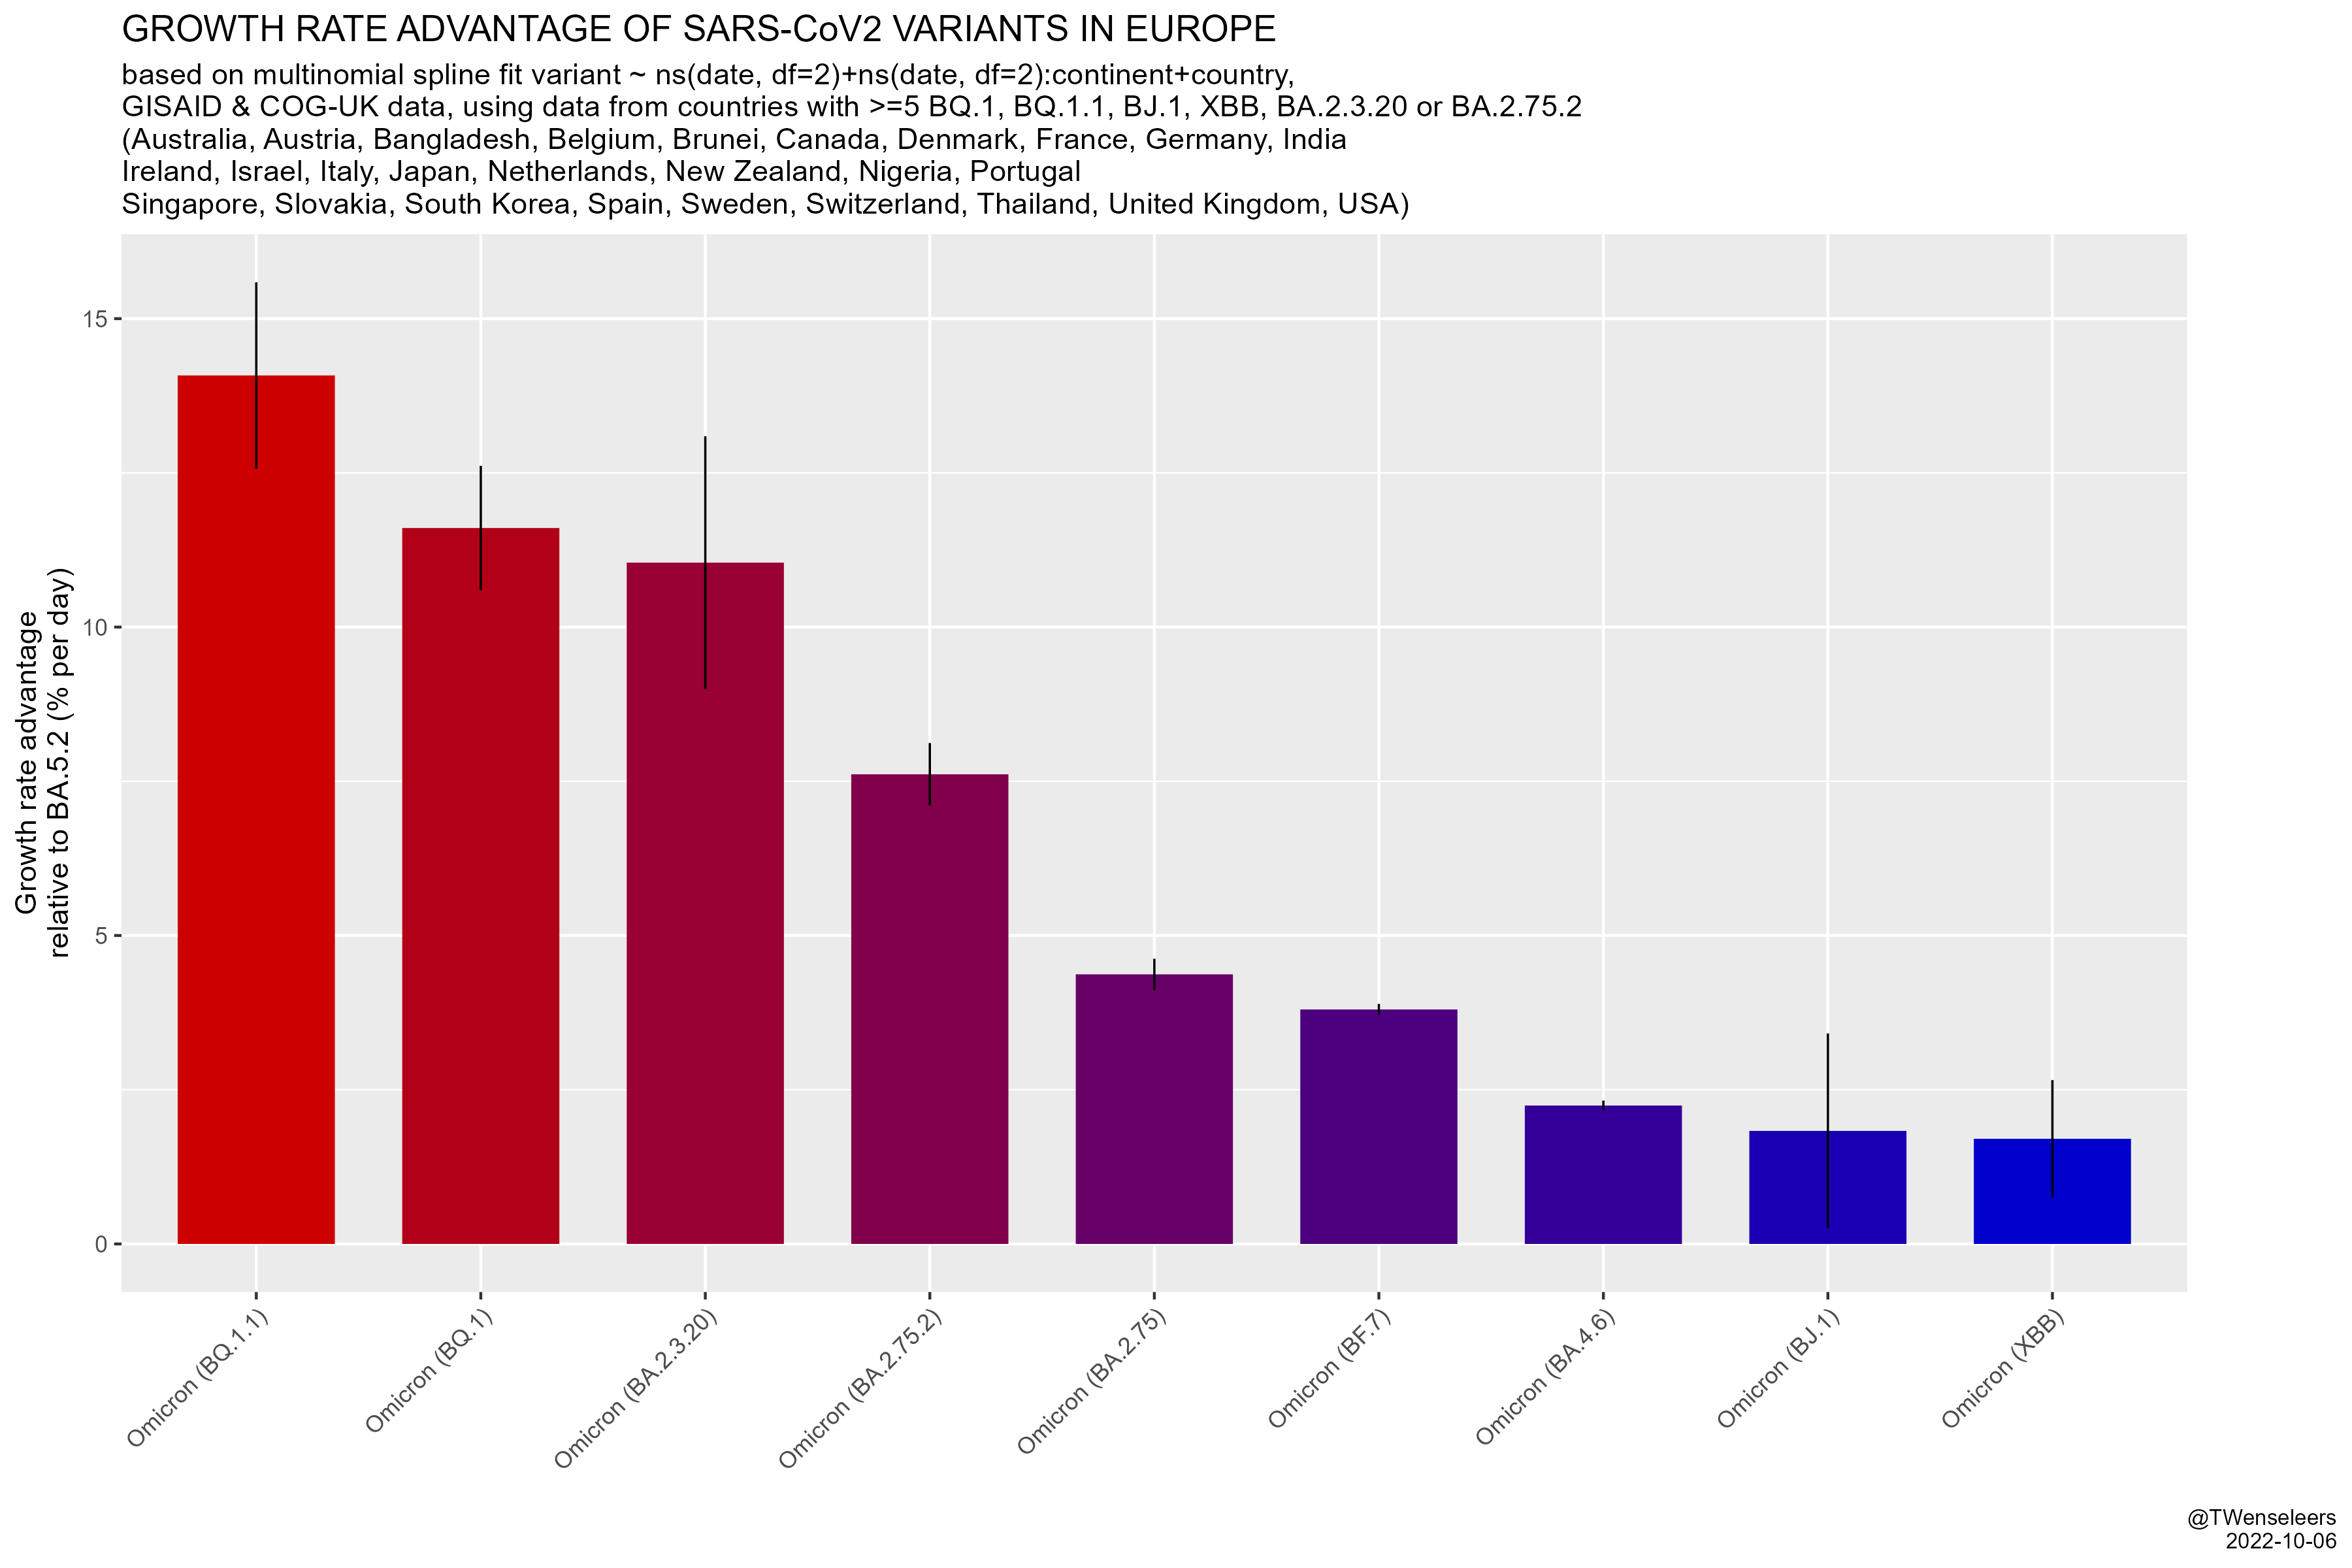 GROWTH RATE ADVANTAGE OF SARS-CoV2 VARIANTS IN EUROPE
based on multinomial spline fit variant ~ ns(date, df=2)+ns(date, df=2):continent+country,
GISAID & COG-UK data, using data from countries with >=5 BQ.1, BQ.1.1, BJ.1, XBB, BA.2.3.20 or BA.2.75.2
(Australia, Austria, Bangladesh, Belgium, Brunei, Canada, Denmark, France, Germany, India
Ireland, Israel, Italy, Japan, Netherlands, New Zealand, Nigeria, Portugal
Singapore, Slovakia, South Korea, Spain, Sweden, Switzerland, Thailand, United Kingdom, USA)
Growth rate advantage
relative to BA.5.2 (% per day)
15
10
5
0
Omicron (BQ.1.1)
Omicron (BQ.1)
Omicron (BA.2.3.20)
Omicron (BA.2.75.2)
Omicron (BA.2.75)
Omicron (BF.7)
Omicron (BA.4.6)
Omicron (BJ.1)
Omicron (XBB)
@TWenseleers
2022-10-06